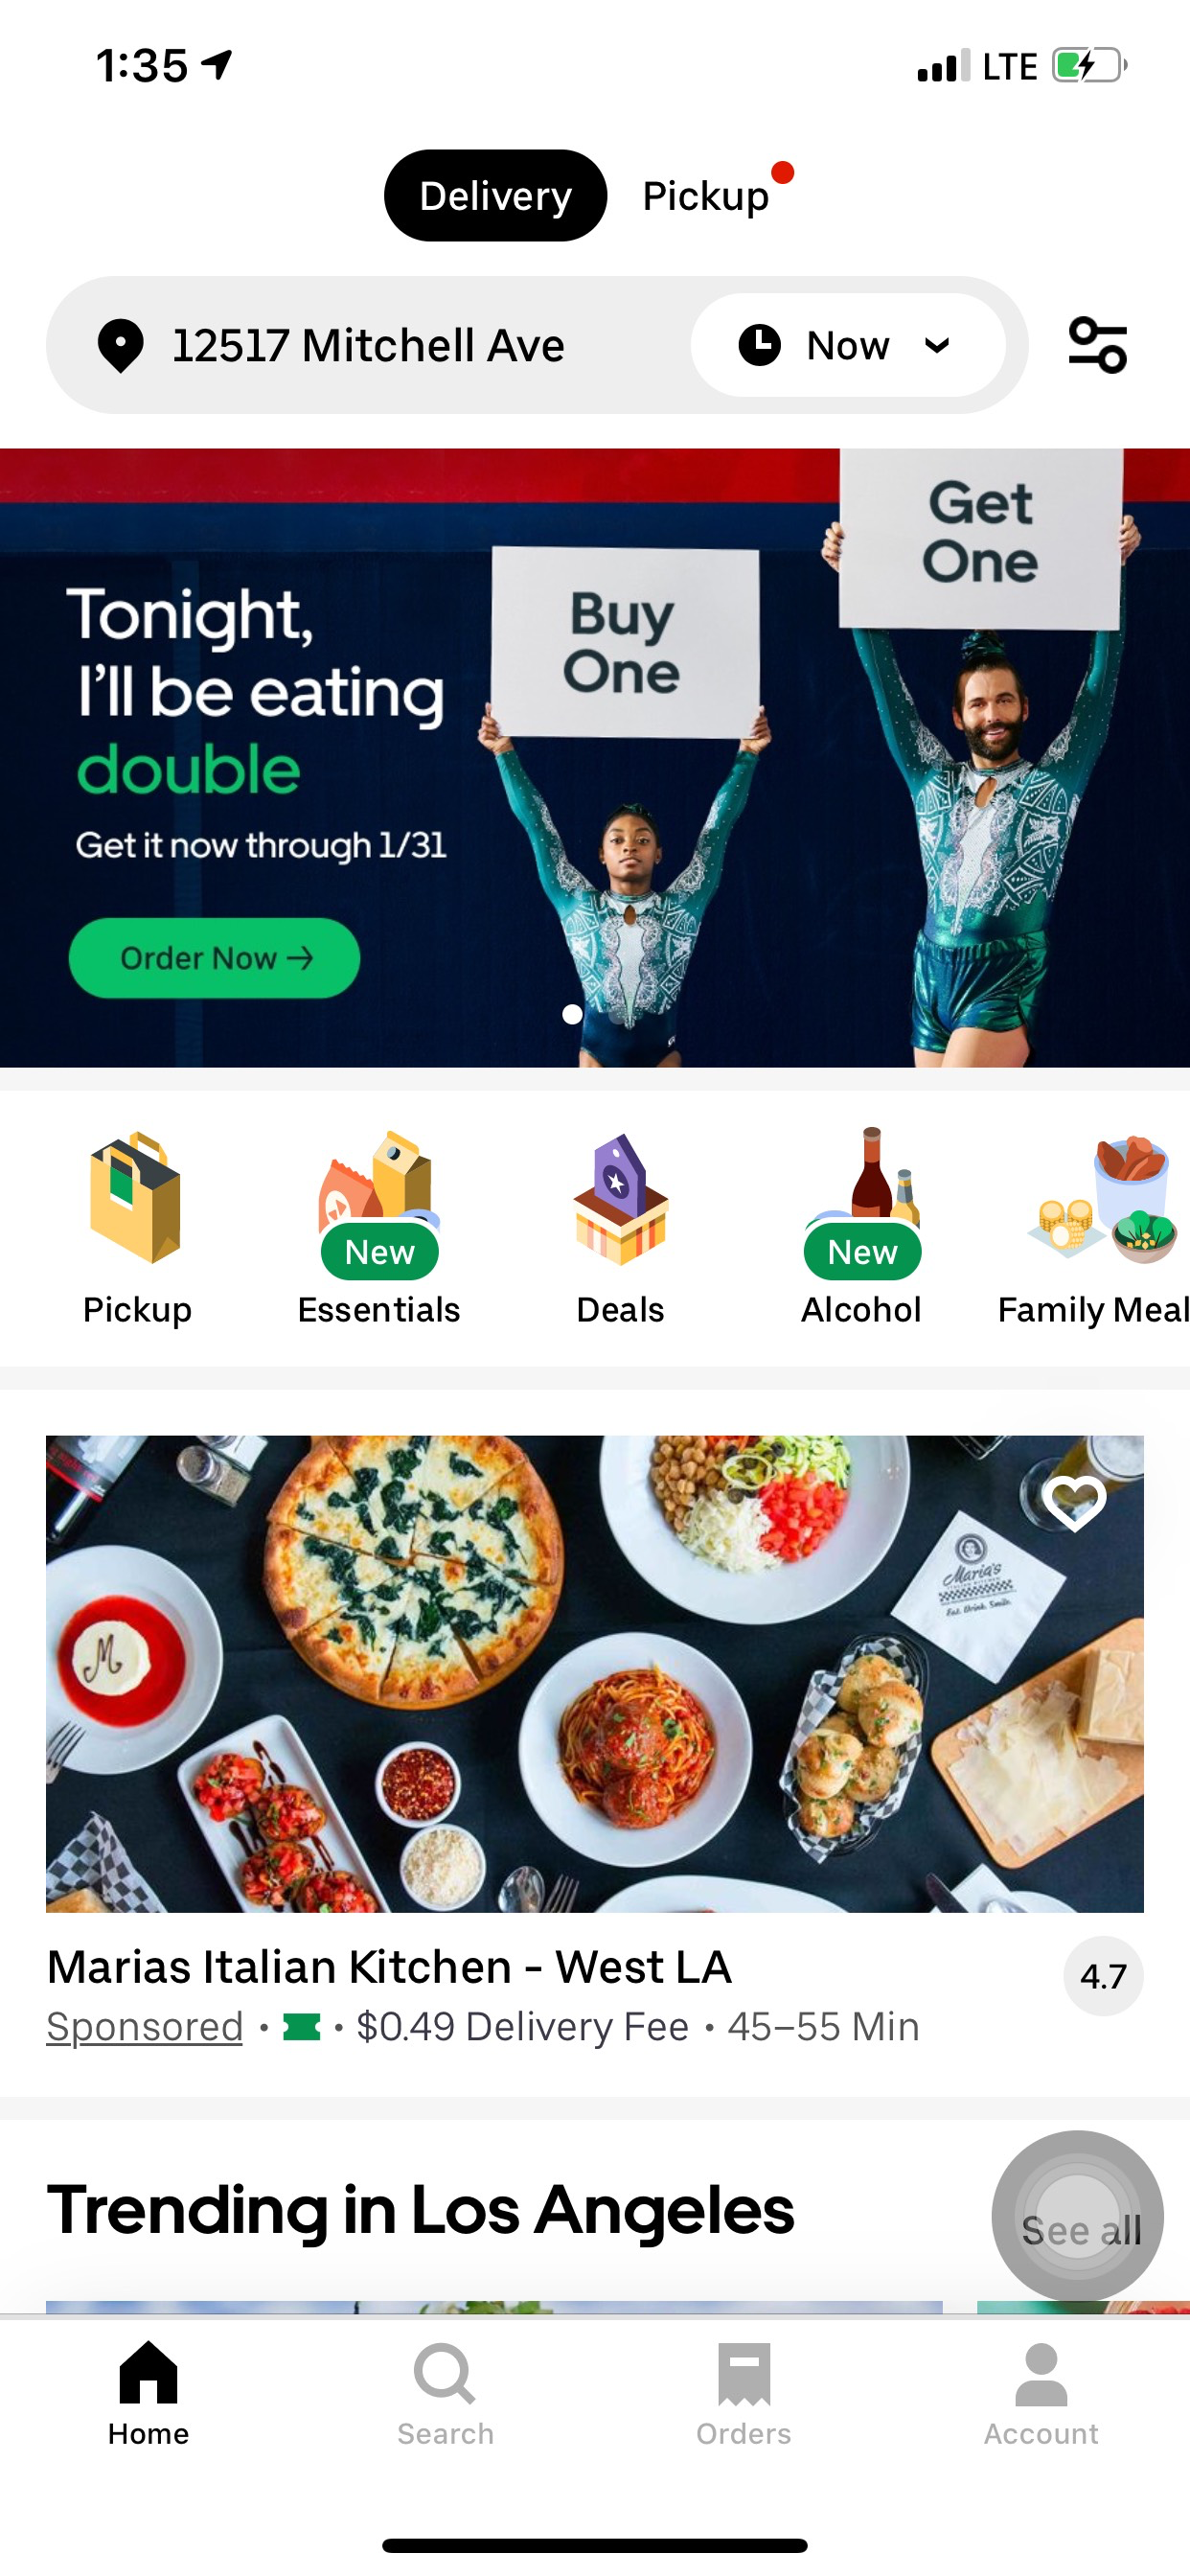 1:35
LTE
Delivery
Pickup
12517 Mitchell Ave
Now
Tonight,
I'll be eating
double
Get it now through 1/31
Order Now →
Buy
One
Get
One
New
New
Pickup
Essentials
Deals
Alcohol
Family Meal
M
Maria's
Eat. Drink. Smile.
Marias Italian Kitchen - West LA
4.7
Sponsored • • $0.49 Delivery Fee • 45–55 Min
Trending in Los Angeles
See all
Home
Search
Orders
Account